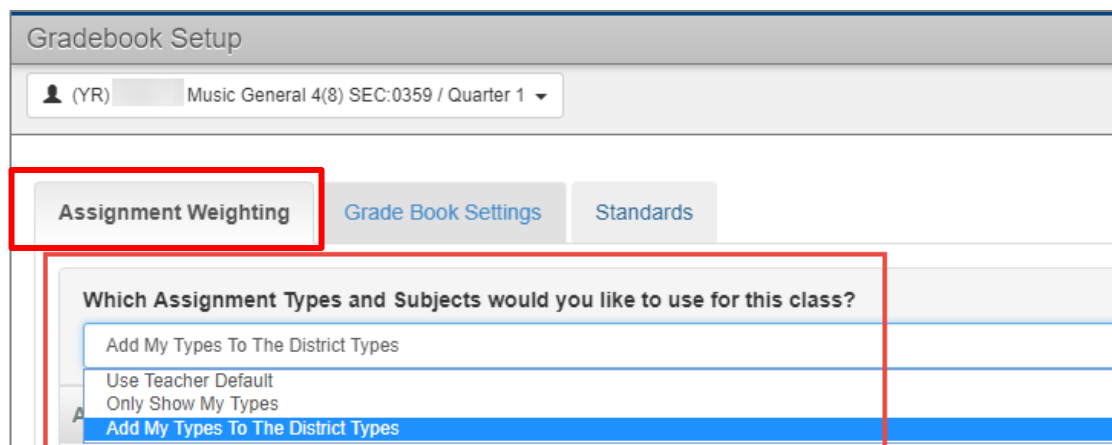 Gradebook Setup
(YR) Music General 4(8) SEC:0359 / Quarter 1
Assignment Weighting Grade Book Settings Standards
Which Assignment Types and Subjects would you like to use for this class?
Add My Types To The District Types
Use Teacher Default
Only Show My Types
Add My Types To The District Types